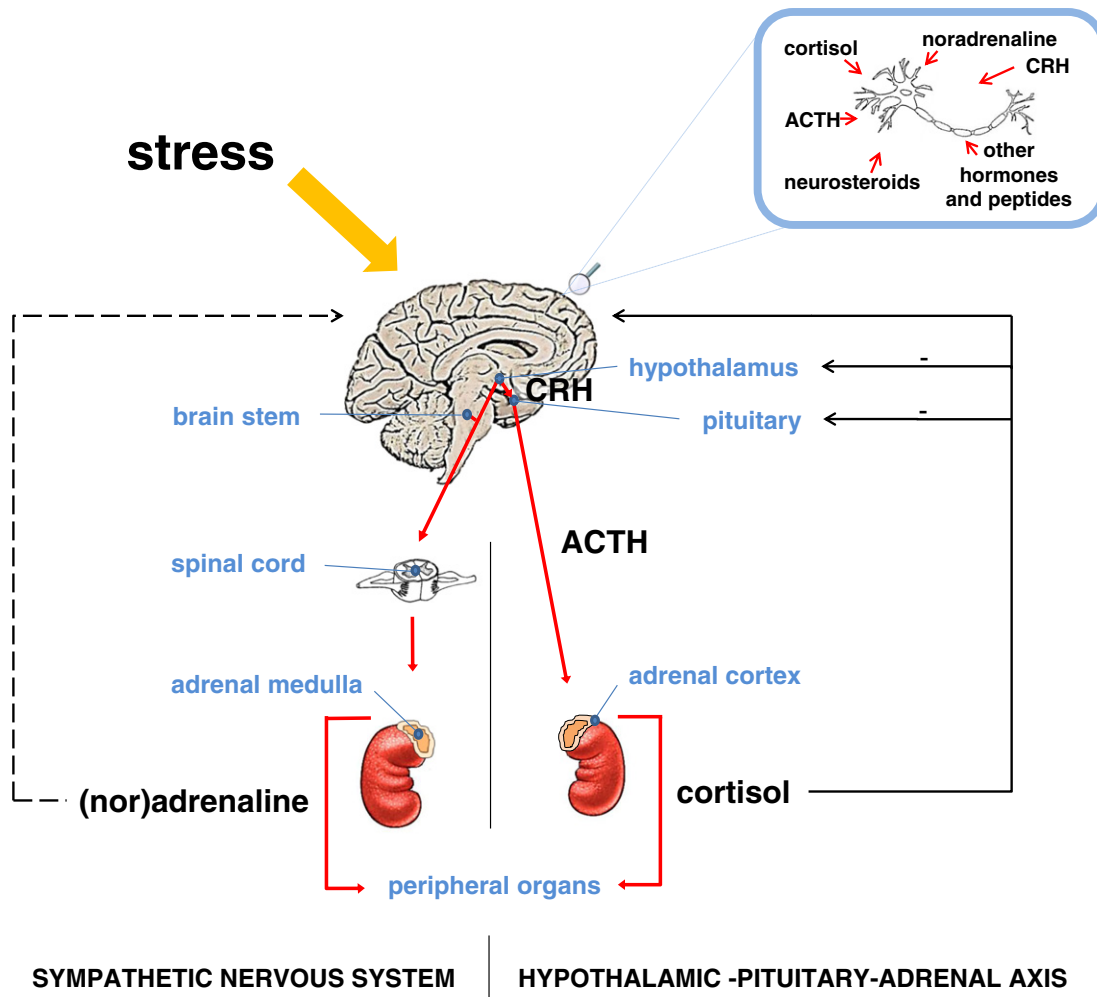 cortisol
noradrenaline
CRH
ACTH
neurosteroids
other
hormones
and peptides
stress
hypothalamus
-
CRH
brain stem
pituitary
-
ACTH
spinal cord
adrenal medulla
adrenal cortex
(nor)adrenaline
cortisol
peripheral organs
SYMPATHETIC NERVOUS SYSTEM
HYPOTHALAMIC -PITUITARY-ADRENAL AXIS